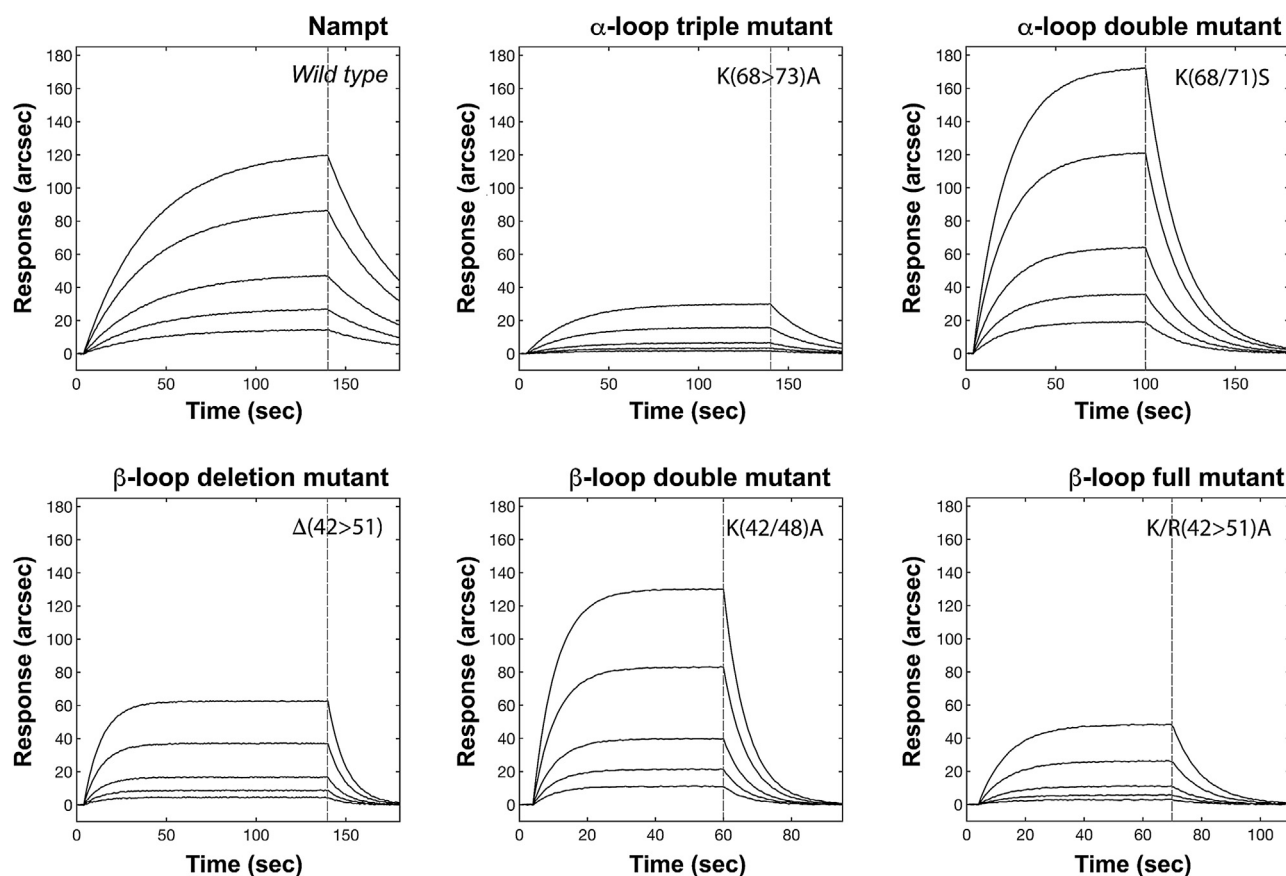 Nampt
Wild type
Response (arcsec)
180
160
140
120
100
80
60
40
20
0
0 50 100 150
Time (sec)
α-loop triple mutant
K(68>73)A
Response (arcsec)
180
160
140
120
100
80
60
40
20
0
0 50 100 150
Time (sec)
α-loop double mutant
K(68/71)S
Response (arcsec)
180
160
140
120
100
80
60
40
20
0
0 50 100 150
Time (sec)
β-loop deletion mutant
Δ(42>51)
Response (arcsec)
180
160
140
120
100
80
60
40
20
0
0 50 100 150
Time (sec)
β-loop double mutant
K(42/48)A
Response (arcsec)
180
160
140
120
100
80
60
40
20
0
0 20 40 60 80
Time (sec)
β-loop full mutant
K/R(42>51)A
Response (arcsec)
180
160
140
120
100
80
60
40
20
0
0 20 40 60 80 100
Time (sec)